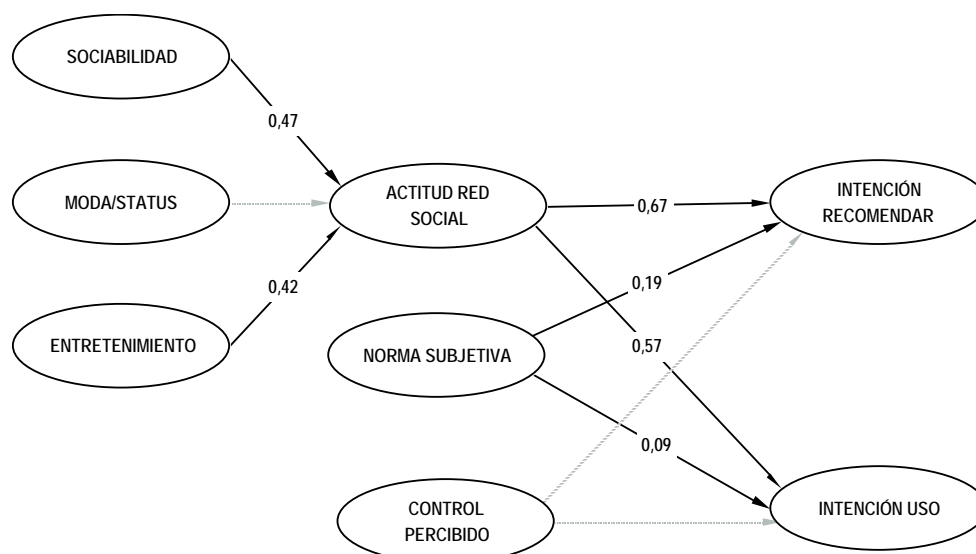 SOCIABILIDAD
0,47
MODA/STATUS
ACTITUD RED
SOCIAL
INTENCIÓN
RECOMENDAR
0,67
0,42
0,19
ENTRETENIMIENTO
NORMA SUBJETIVA
0,57
0,09
CONTROL
PERCIBIDO
INTENCIÓN USO